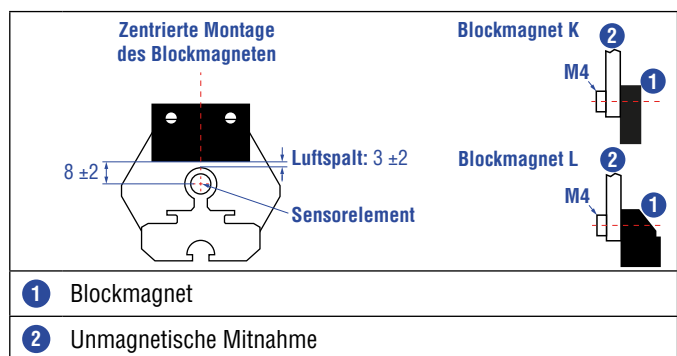 Zentrierte Montage
des Blockmagneten
8 ±2
Luftspalt: 3 ±2
Sensorelement
Blockmagnet K
2
M4
1
Blockmagnet L
2
M4
1
1 Blockmagnet
2 Unmagnetische Mitnahme